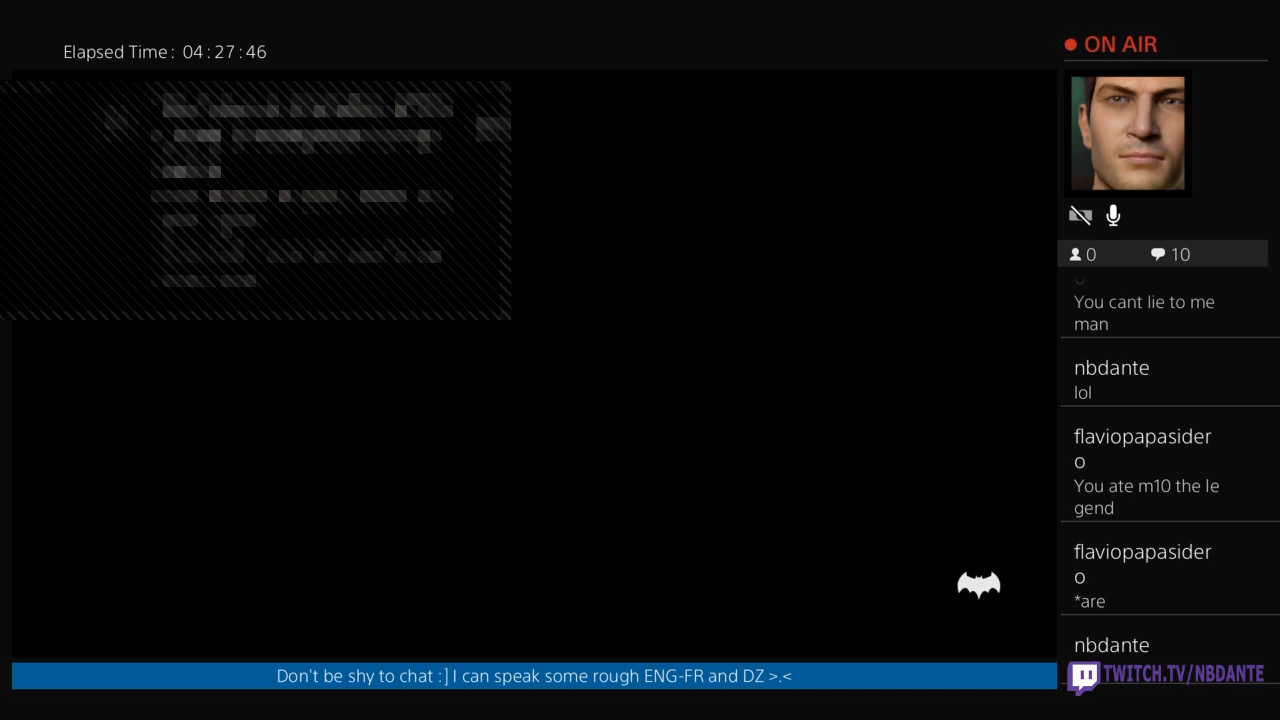 Elapsed Time: 04:27:46
ON AIR
0 10
You cant lie to me
man
nbdante
lol
flaviopapasider
o
You ate m10 the le
gend
flaviopapasider
o
*are
nbdante
Don't be shy to chat :] I can speak some rough ENG-FR and DZ >.<
TWITCH.TV/NBDANTE